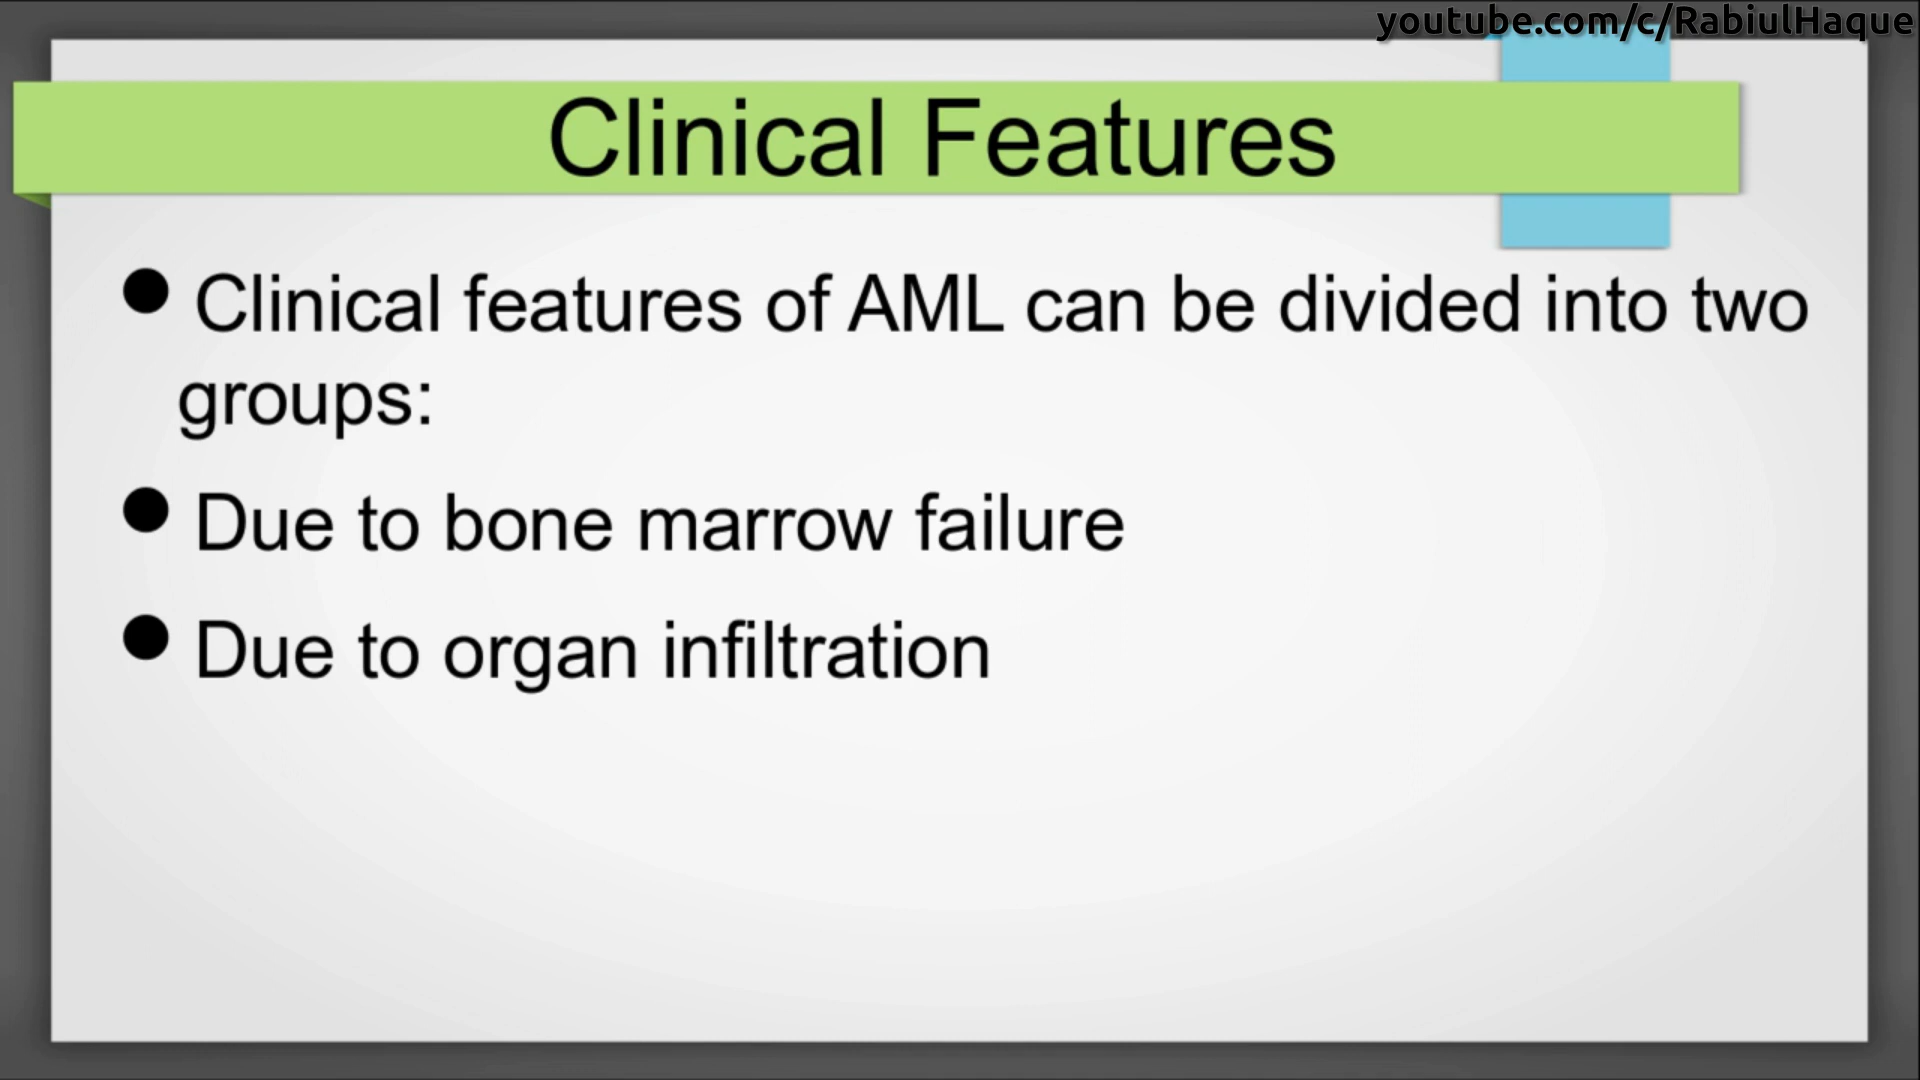 youtube.com/c/RabiulHaque
Clinical Features
● Clinical features of AML can be divided into two
groups:
● Due to bone marrow failure
● Due to organ infiltration